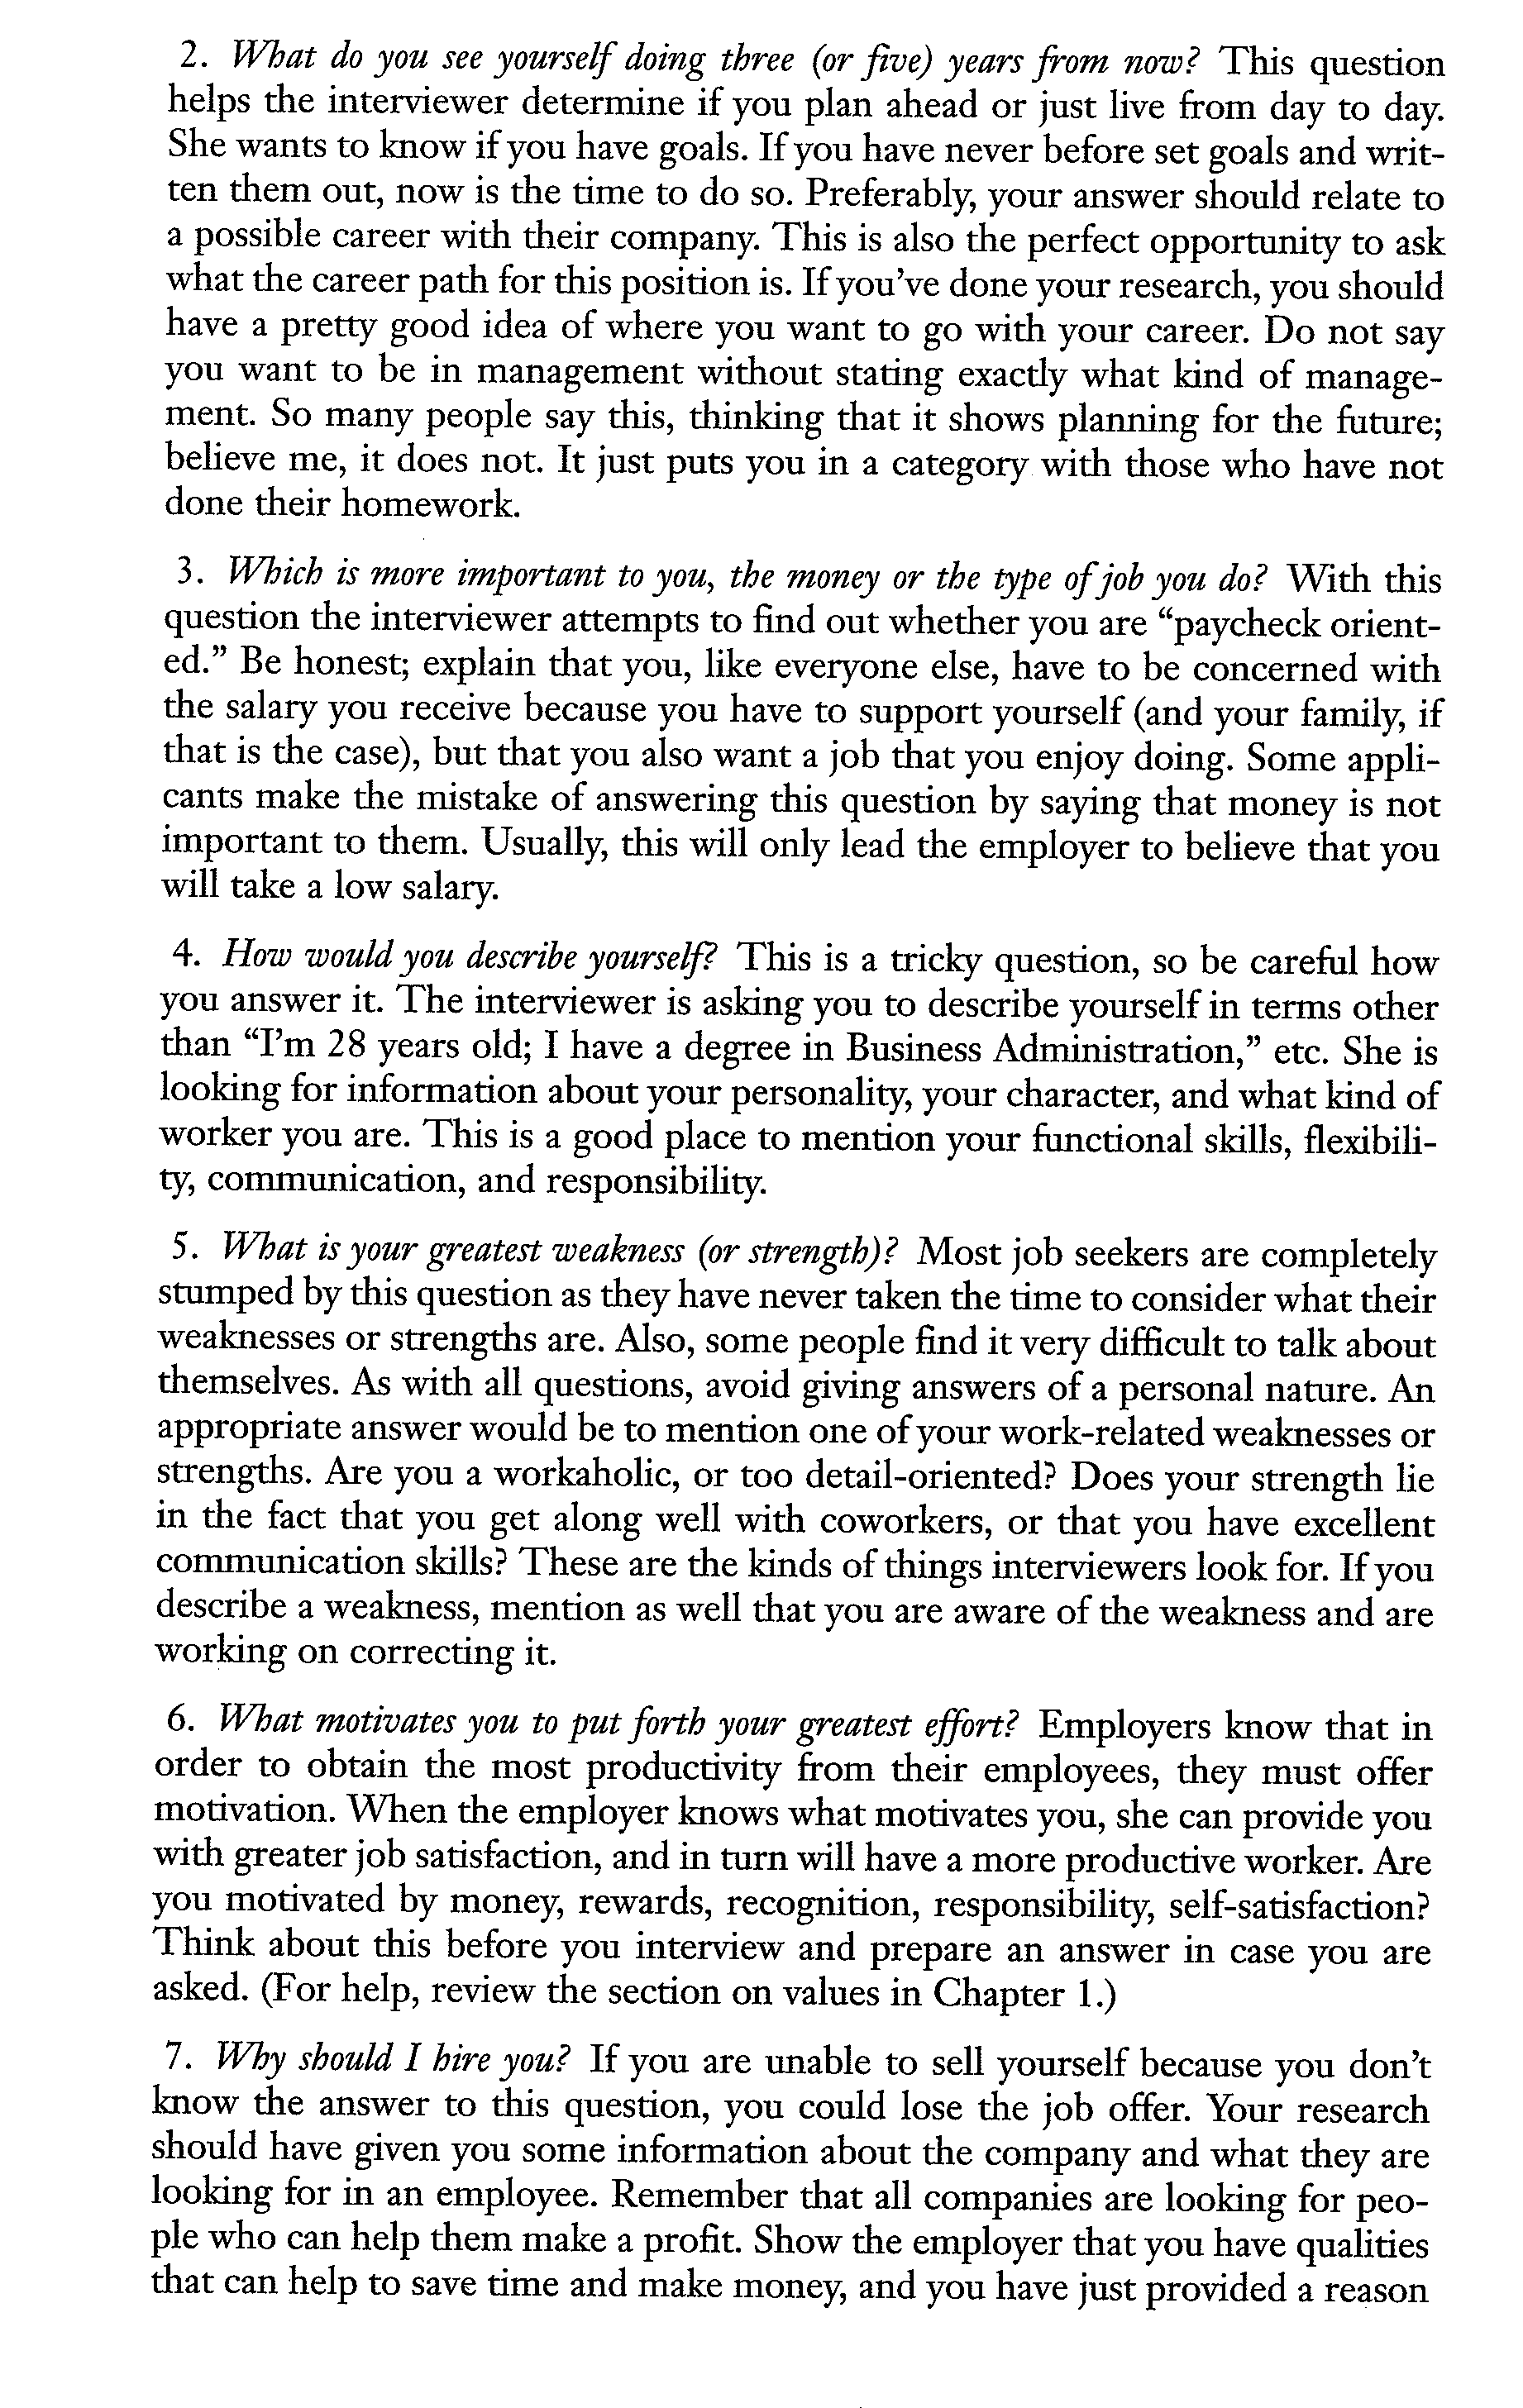 2. What do you see yourself doing three (or five) years from now? This question
helps the interviewer determine if you plan ahead or just live from day to day.
She wants to know if you have goals. If you have never before set goals and writ-
ten them out, now is the time to do so. Preferably, your answer should relate to
a possible career with their company. This is also the perfect opportunity to ask
what the career path for this position is. If you've done your research, you should
have a pretty good idea of where you want to go with your career. Do not say
you want to be in management without stating exactly what kind of manage-
ment. So many people say this, thinking that it shows planning for the future;
believe me, it does not. It just puts you in a category with those who have not
done their homework.
3. Which is more important to you, the money or the type of job you do? With this
question the interviewer attempts to find out whether you are “paycheck orient-
ed.” Be honest; explain that you, like everyone else, have to be concerned with
the salary you receive because you have to support yourself (and your family, if
that is the case), but that you also want a job that you enjoy doing. Some appli-
cants make the mistake of answering this question by saying that money is not
important to them. Usually, this will only lead the employer to believe that you
will take a low salary.
4. How would you describe yourself? This is a tricky question, so be careful how
you answer it. The interviewer is asking you to describe yourself in terms other
than “I'm 28 years old; I have a degree in Business Administration,” etc. She is
looking for information about your personality, your character, and what kind of
worker you are. This is a good place to mention your functional skills, flexibili-
ty, communication, and responsibility.
5. What is your greatest weakness (or strength)? Most job seekers are completely
stumped by this question as they have never taken the time to consider what their
weaknesses or strengths are. Also, some people find it very difficult to talk about
themselves. As with all questions, avoid giving answers of a personal nature. An
appropriate answer would be to mention one of your work-related weaknesses or
strengths. Are you a workaholic, or too detail-oriented? Does your strength lie
in the fact that you get along well with coworkers, or that you have excellent
communication skills? These are the kinds of things interviewers look for. If you
describe a weakness, mention as well that you are aware of the weakness and are
working on correcting it.
6. What motivates you to put forth your greatest effort? Employers know that in
order to obtain the most productivity from their employees, they must offer
motivation. When the employer knows what motivates you, she can provide you
with greater job satisfaction, and in turn will have a more productive worker. Are
you motivated by money, rewards, recognition, responsibility, self-satisfaction?
Think about this before you interview and prepare an answer in case you are
asked. (For help, review the section on values in Chapter 1.)
7. Why should I hire you? If you are unable to sell yourself because you don't
know the answer to this question, you could lose the job offer. Your research
should have given you some information about the company and what they are
looking for in an employee. Remember that all companies are looking for peo-
ple who can help them make a profit. Show the employer that you have qualities
that can help to save time and make money, and you have just provided a reason